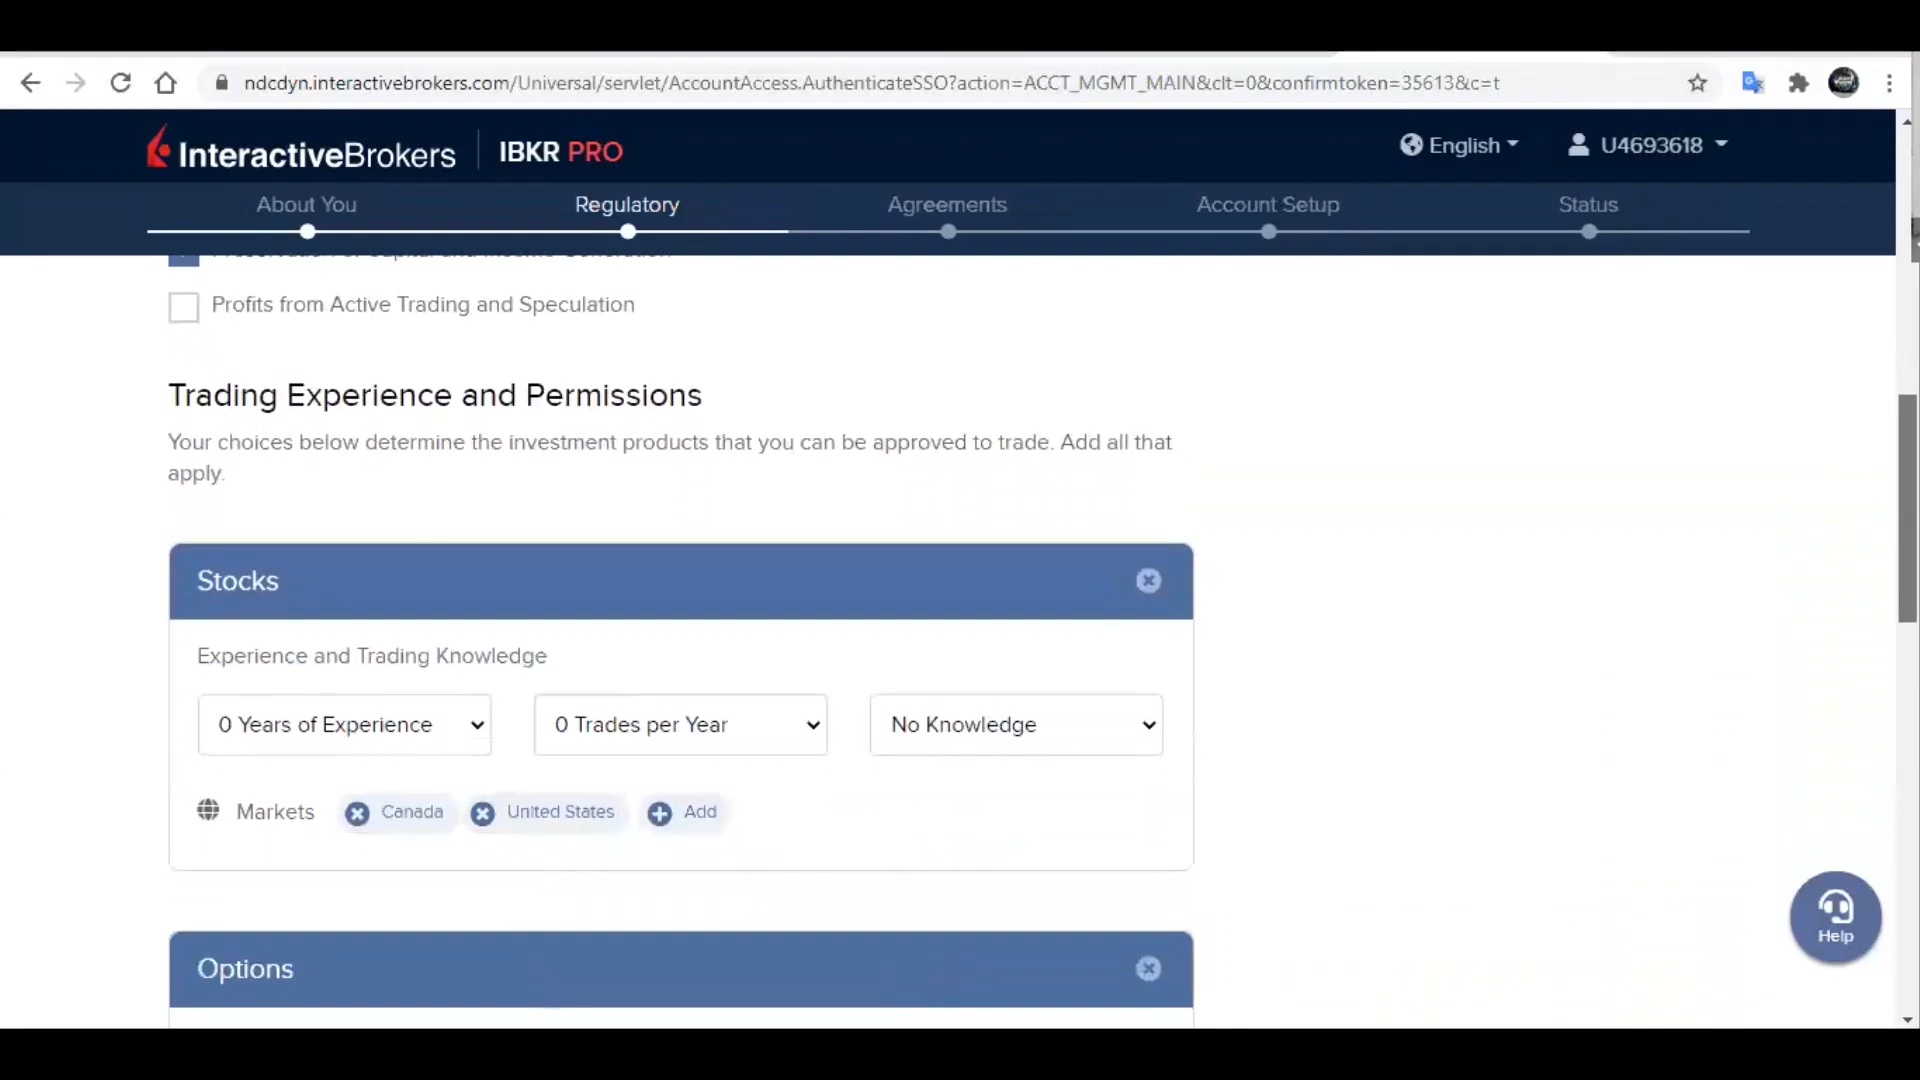 ndcdyn.interactivebrokers.com/Universal/servlet/AccountAccess.AuthenticateSSO?action=ACCT_MGMT_MAIN&clt=0&confirmtoken=35613&c=t
InteractiveBrokers IBKR PRO English U4693618
About You Regulatory Agreements Account Setup Status
Profits from Active Trading and Speculation
Trading Experience and Permissions
Your choices below determine the investment products that you can be approved to trade. Add all that
apply.
Stocks
Experience and Trading Knowledge
0 Years of Experience 0 Trades per Year No Knowledge
Markets Canada United States Add
Help
Options